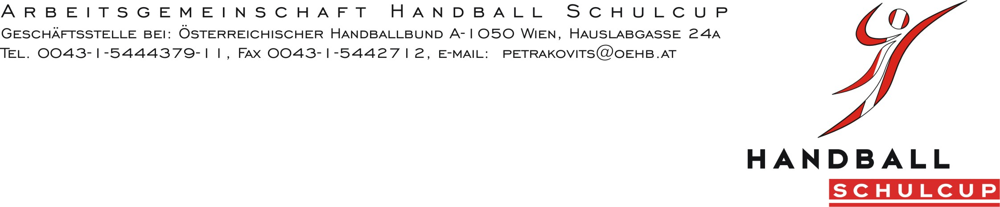 Arbeitsgemeinschaft Handball Schulcup
Geschäftsstelle bei: Österreichischer Handballbund A-1050 Wien, Hauslabgasse 24a
Tel. 0043-1-5444379-11, Fax 0043-1-5442712, e-mail: petrakovits@oehb.at
HANDBALL
SCHULCUP